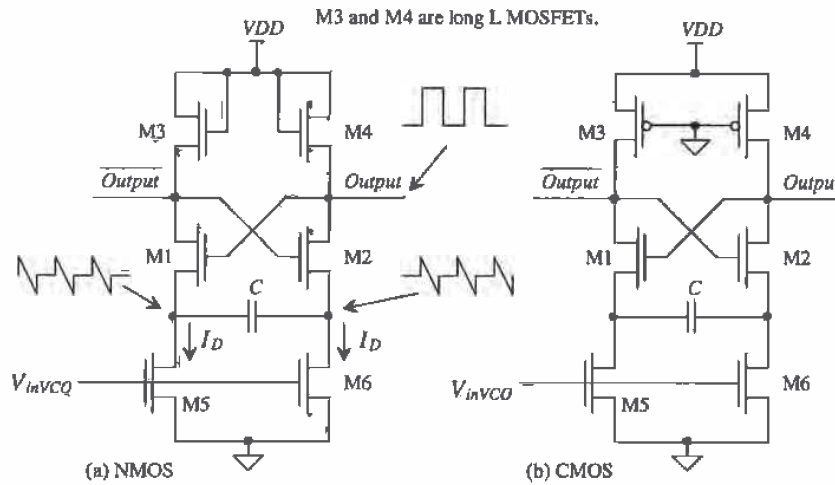 M3 and M4 are long L MOSFETs.
VDD
VDD
M3
M4
M3
M4
Output
Output
Output
Output
M1
M2
M1
M2
C
C
I_D
I_D
V_inVCO
M5
M6
V_inVCO
M5
M6
(a) NMOS
(b) CMOS